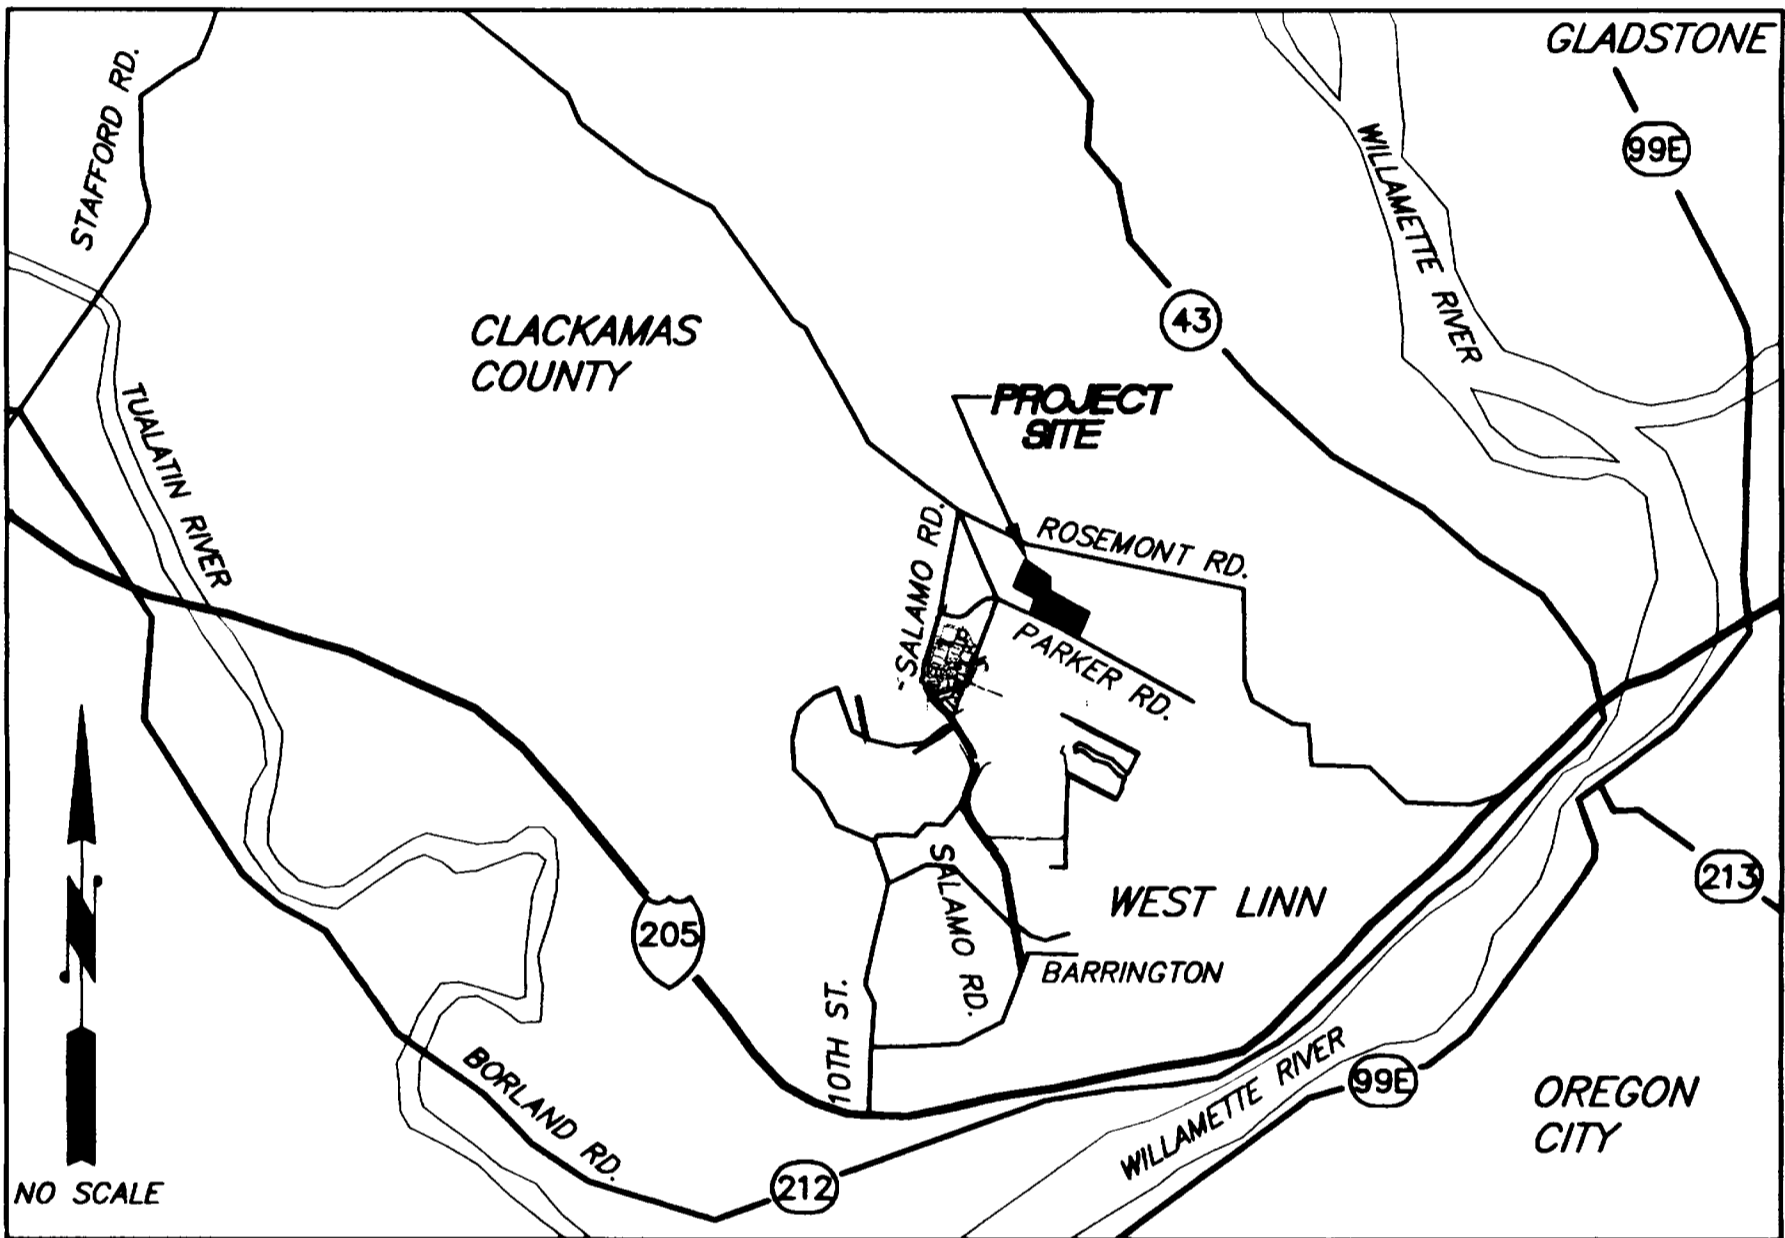 GLADSTONE
STAFFORD RD.
99E
WILLAMETTE RIVER
43
CLACKAMAS
COUNTY
TUALATIN RIVER
PROJECT
SITE
SALAMO RD.
ROSEMONT RD.
PARKER RD.
SALAMO RD.
WEST LINN
213
205
BARRINGTON
10TH ST.
BORLAND RD.
WILLAMETTE RIVER
99E
OREGON
CITY
212
N
NO SCALE